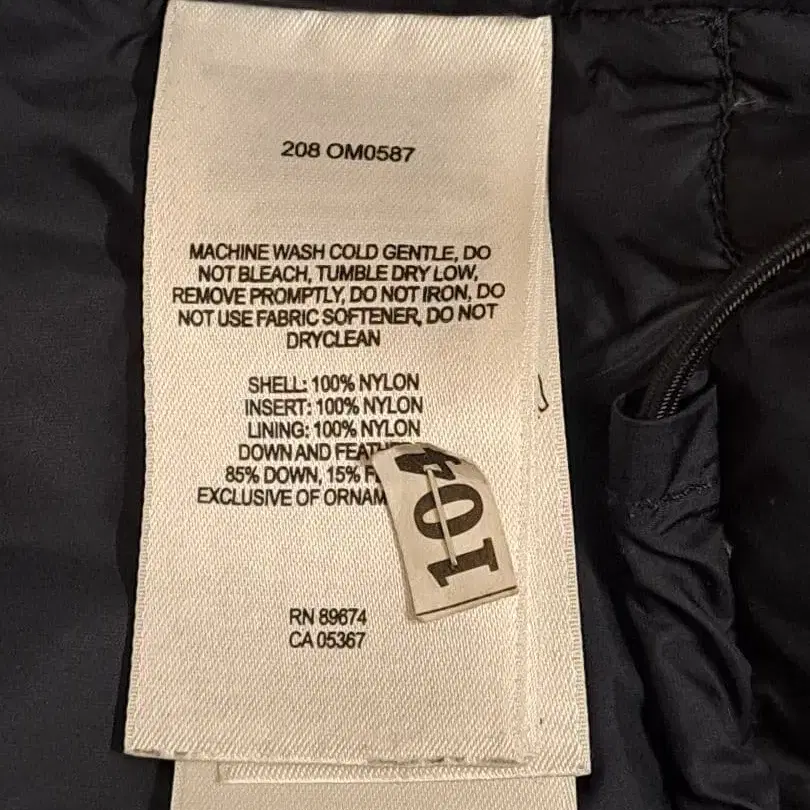 208 OM0587
MACHINE WASH COLD GENTLE, DO
NOT BLEACH, TUMBLE DRY LOW,
REMOVE PROMPTLY, DO NOT IRON, DO
NOT USE FABRIC SOFTENER, DO NOT
DRYCLEAN
SHELL: 100% NYLON
INSERT: 100% NYLON
LINING: 100% NYLON
DOWN AND
85% DOWN, 15%
EXCLUSIVE OF
104
RN 89674
CA 05367